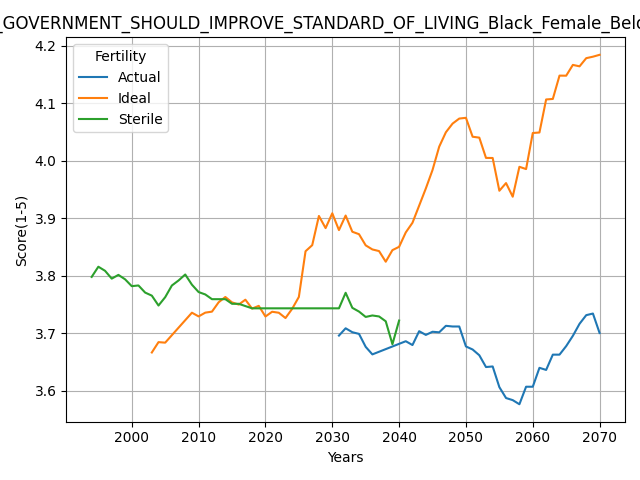 _GOVERNMENT_SHOULD_IMPROVE_STANDARD_OF_LIVING_Black_Female_Belo
4.2
4.1
4.0
3.9
3.8
3.7
3.6
Score(1-5)
Fertility
Actual
Ideal
Sterile
2000 2010 2020 2030 2040 2050 2060 2070
Years